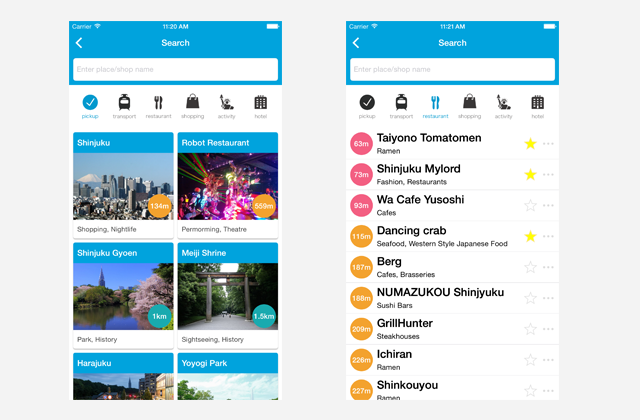 Carrier 11:20 AM
Search
Enter place/shop name
pickup transport restaurant shopping activity hotel
Shinjuku
134m
Shopping, Nightlife
Robot Restaurant
559m
Permorming, Theatre
Shinjuku Gyoen
1km
Park, History
Meiji Shrine
1.5km
Sightseeing, History
Harajuku
Yoyogi Park
Carrier 11:21 AM
Search
Enter place/shop name
pickup transport restaurant shopping activity hotel
63m Taiyono Tomatomen
Ramen
73m Shinjuku Mylord
Fashion, Restaurants
93m Wa Cafe Yusoshi
Cafes
116m Dancing crab
Seafood, Western Style Japanese Food
187m Berg
Cafes, Brasseries
188m NUMAZUKOU Shinjyuku
Sushi Bars
209m GrillHunter
Steakhouses
226m Ichiran
Ramen
227m Shinkouyou
Ramen